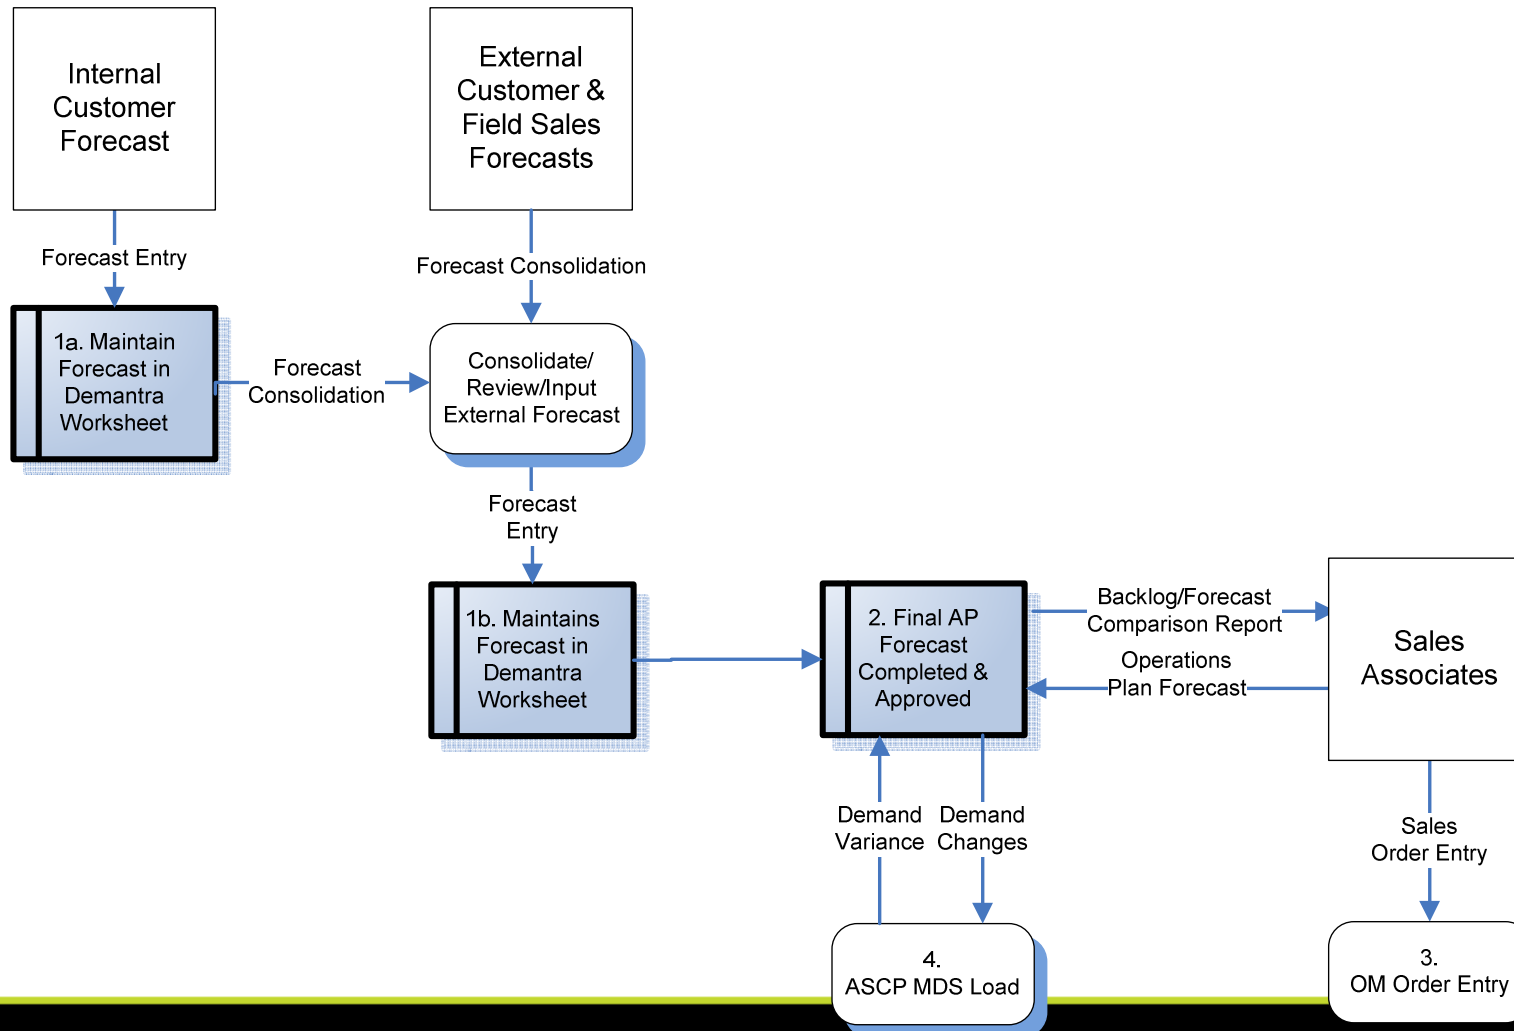 Internal
Customer
Forecast
External
Customer &
Field Sales
Forecasts
Forecast Entry
Forecast Consolidation
1a. Maintain
Forecast in
Demantra
Worksheet
Forecast
Consolidation
Consolidate/
Review/Input
External Forecast
Forecast
Entry
1b. Maintains
Forecast in
Demantra
Worksheet
2. Final AP
Forecast
Completed &
Approved
Backlog/Forecast
Comparison Report
Operations
Plan Forecast
Sales
Associates
Demand
Variance
Demand
Changes
Sales
Order Entry
4.
ASCP MDS Load
3.
OM Order Entry